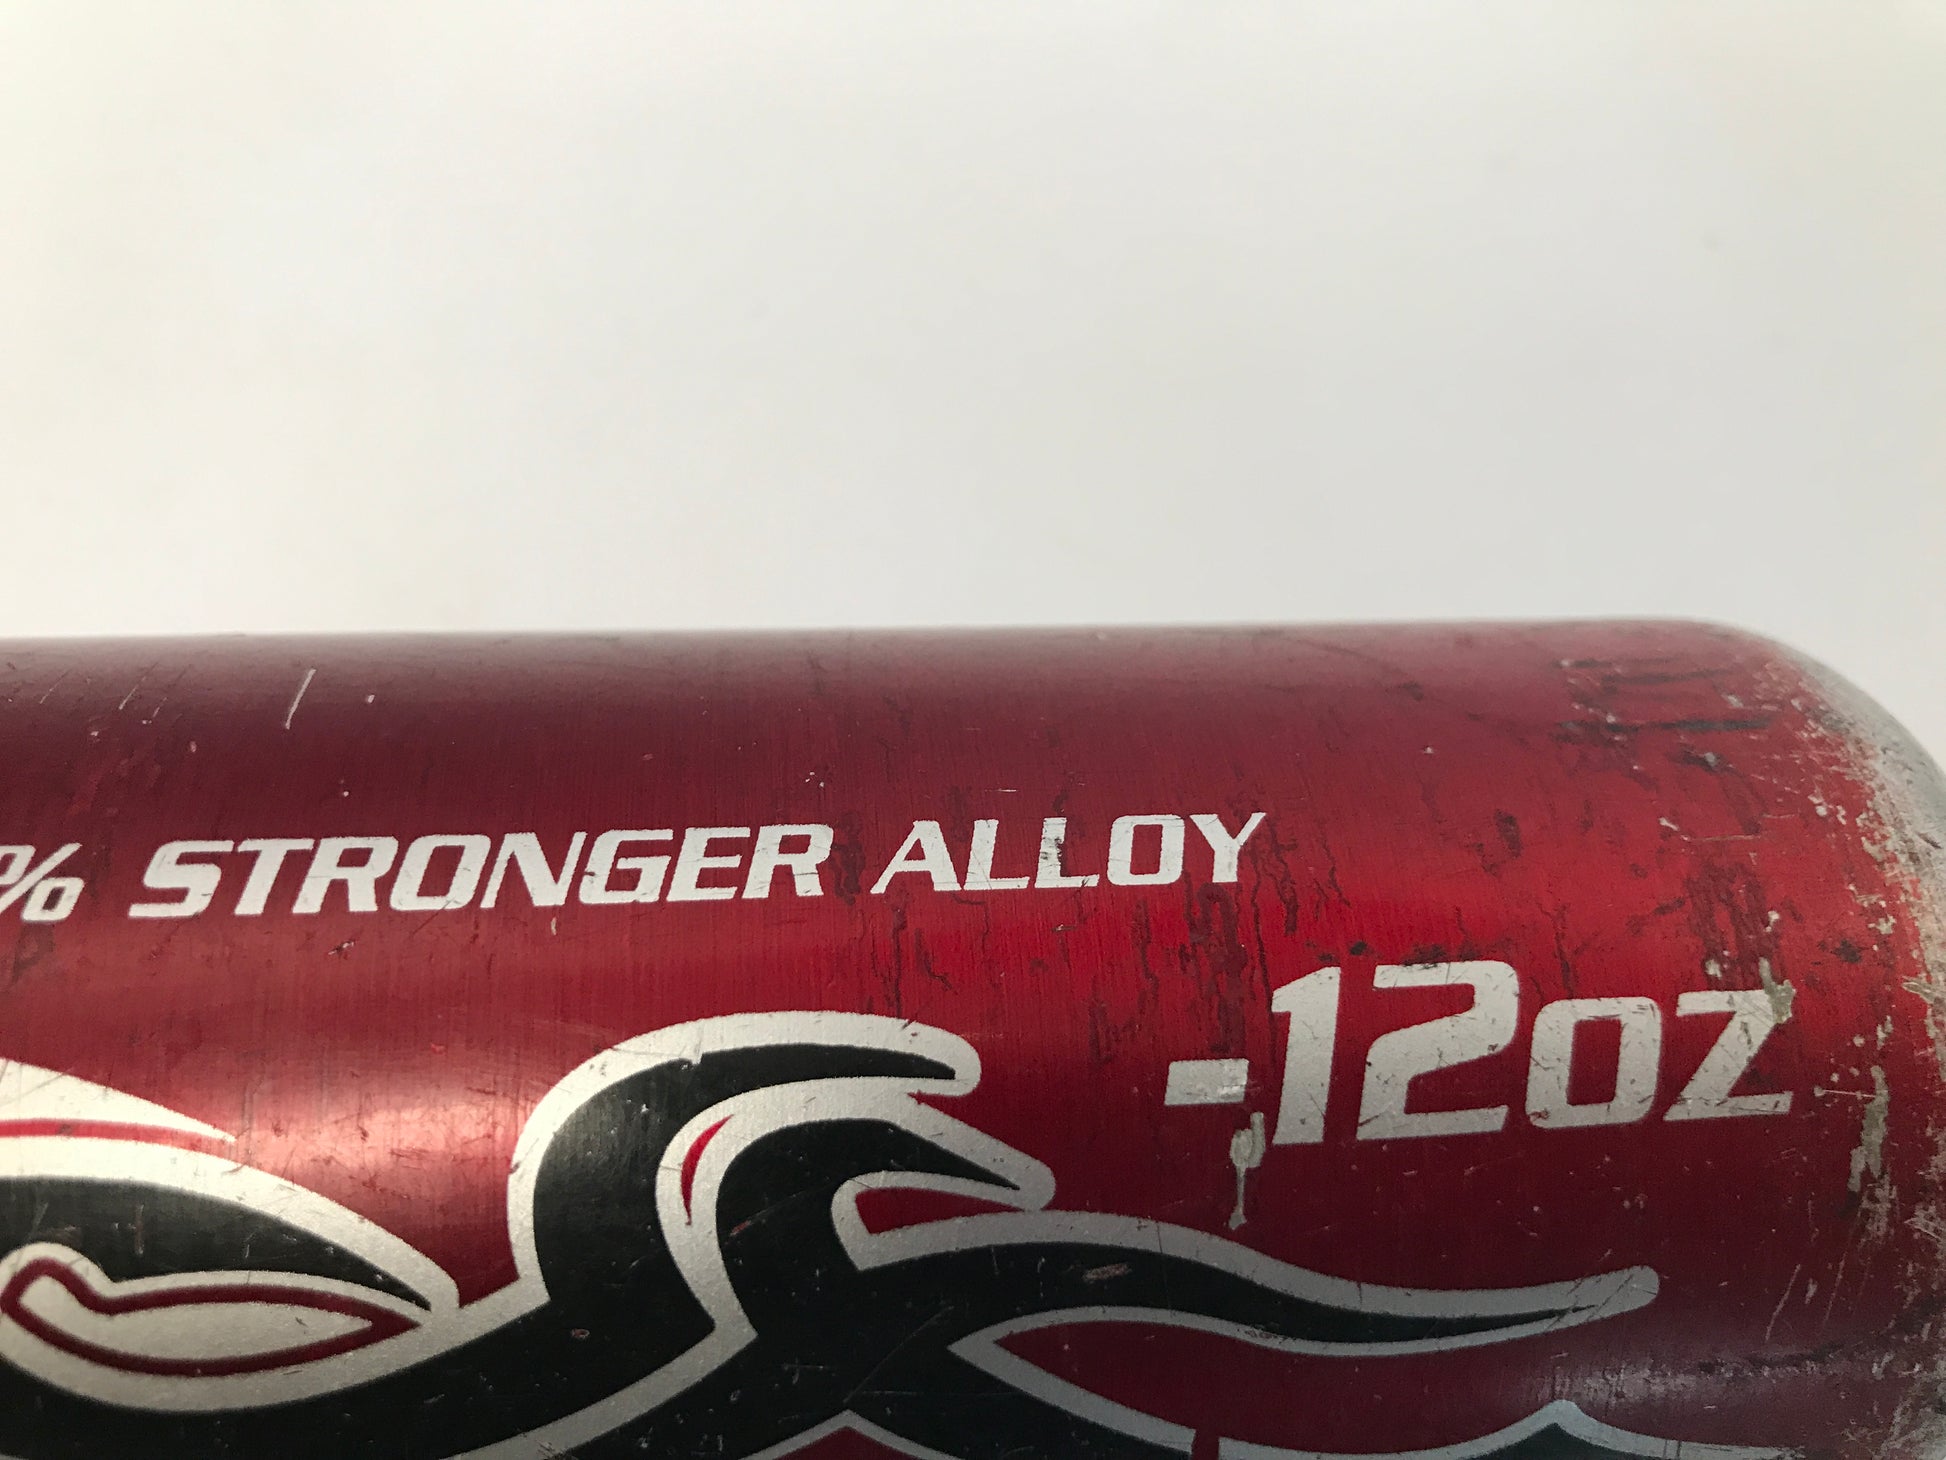 % STRONGER ALLOY
-12oz